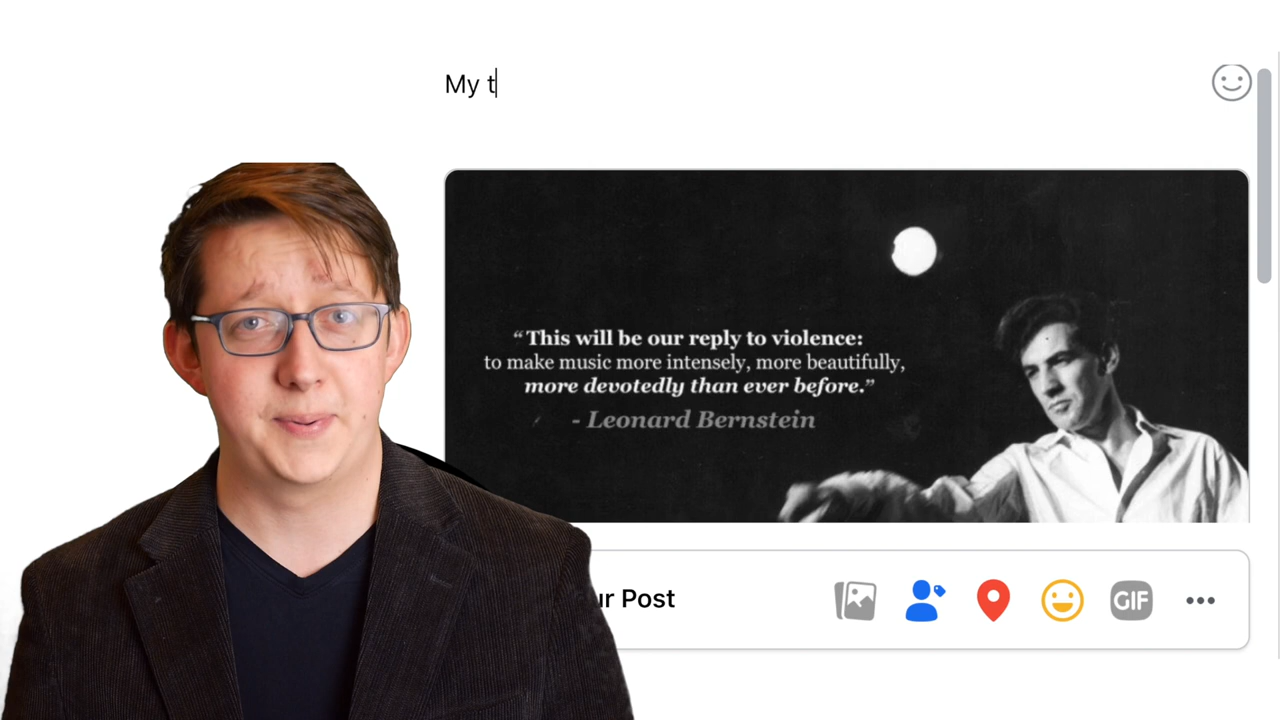 My t
“This will be our reply to violence:
to make music more intensely, more beautifully,
more devotedly than ever before.”
- Leonard Bernstein
ur Post
GIF